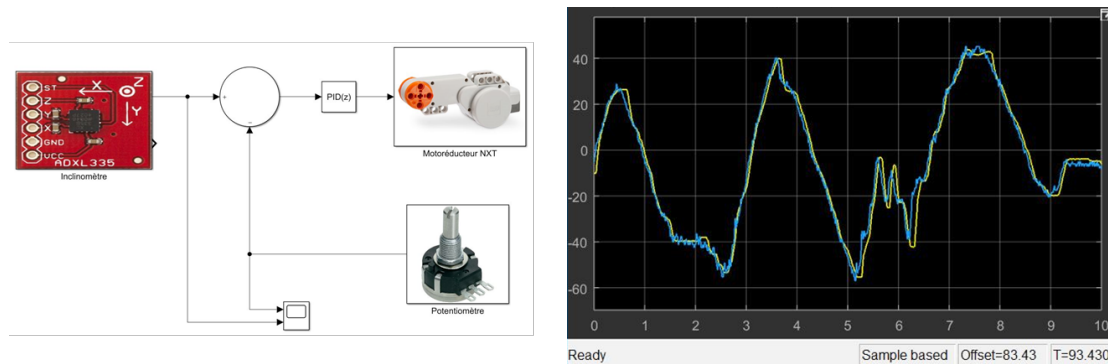 ST
Z
Y
X
GND
VCC
X
Z
Y
ADXL335
Inclinomètre
+
-
PID(z)
Motoréducteur NXT
Potentiomètre
40
20
0
-20
-40
-60
0 1 2 3 4 5 6 7 8 9 10
Ready
Sample based
Offset=83.43
T=93.430